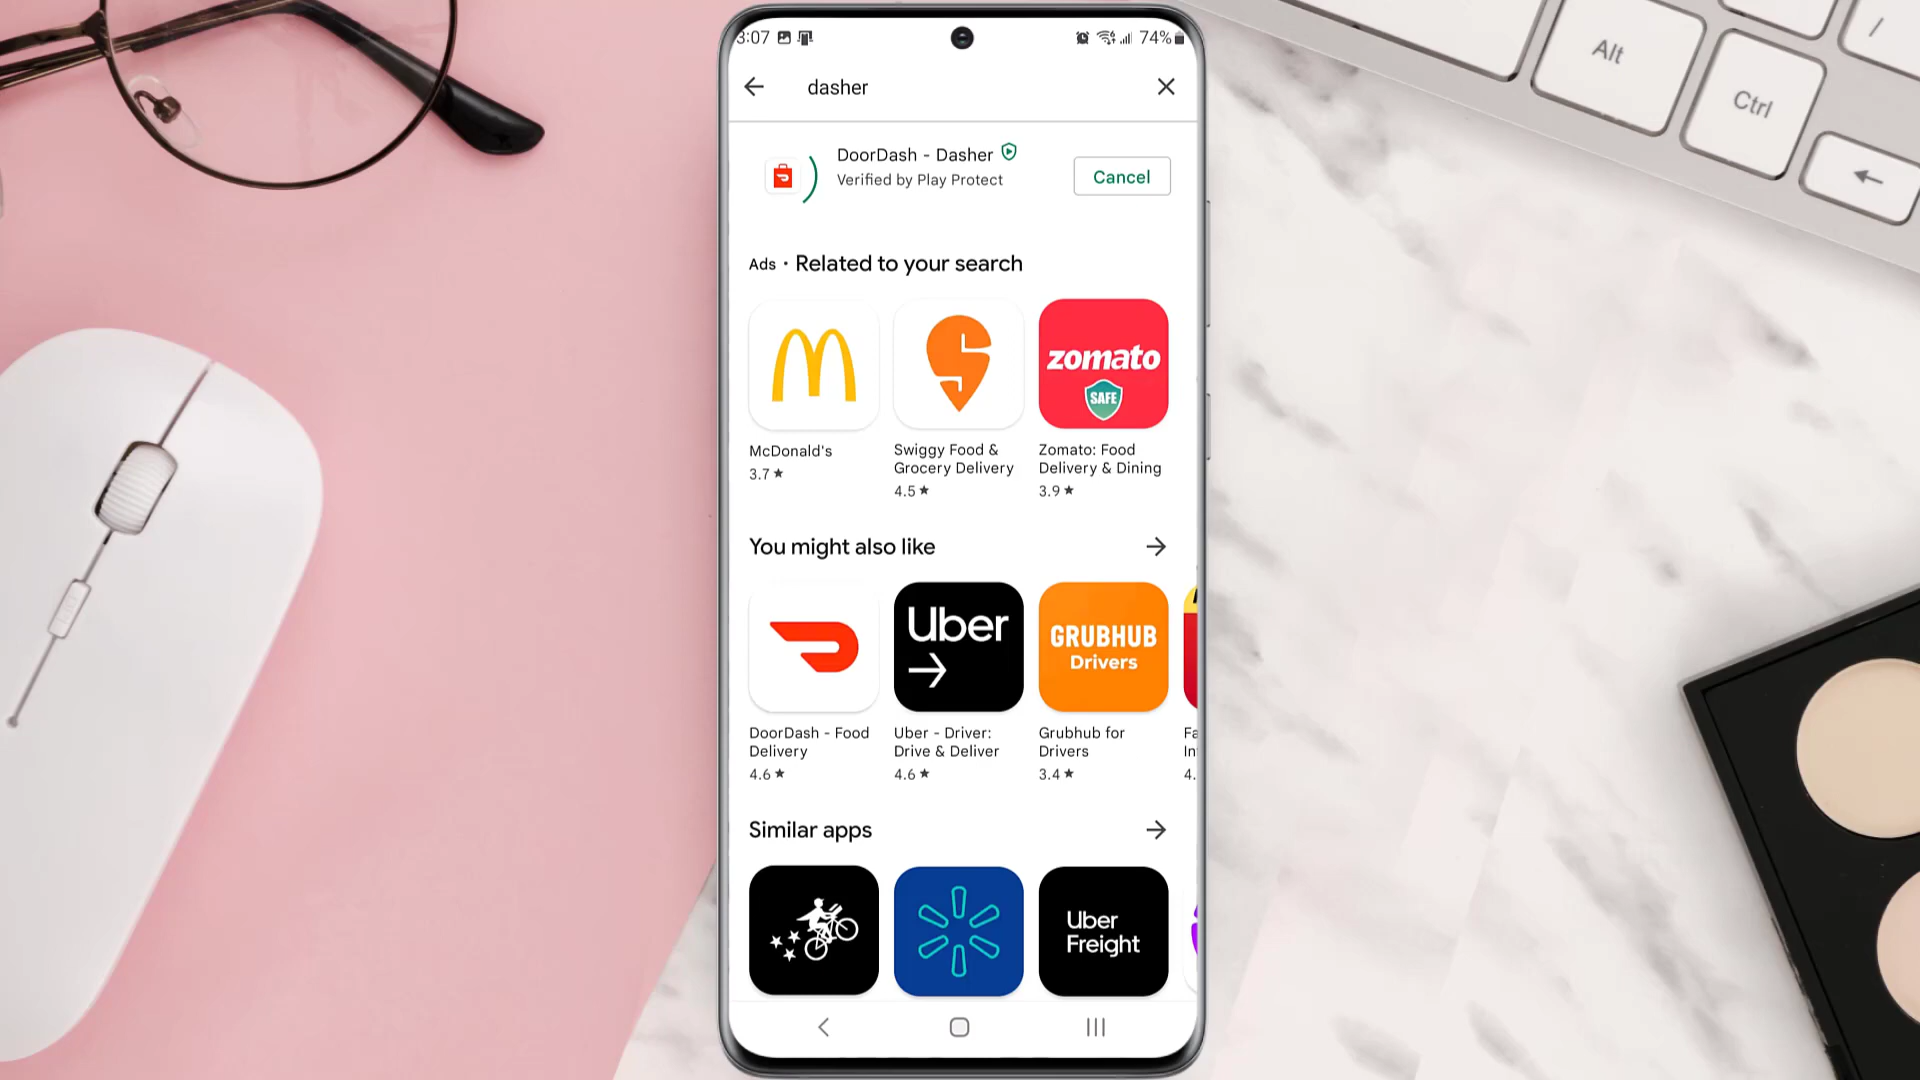 Alt
Ctrl
/
3:07
74%
dasher
DoorDash - Dasher
Verified by Play Protect
Cancel
Ads • Related to your search
zomato
SAFE
McDonald's
3.7 ★
Swiggy Food &
Grocery Delivery
4.5 ★
Zomato: Food
Delivery & Dining
3.9 ★
You might also like
Uber
GRUBHUB
Drivers
DoorDash - Food
Delivery
4.6 ★
Uber - Driver:
Drive & Deliver
4.6 ★
Grubhub for
Drivers
3.4 ★
Fa
In
4.
Similar apps
Uber
Freight